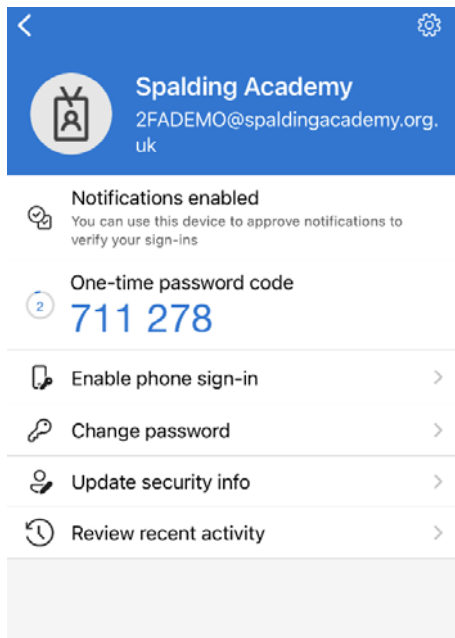 Spalding Academy
2FADEMO@spaldingacademy.org.
uk
Notifications enabled
You can use this device to approve notifications to
verify your sign-ins
One-time password code
2
711 278
Enable phone sign-in
Change password
Update security info
Review recent activity